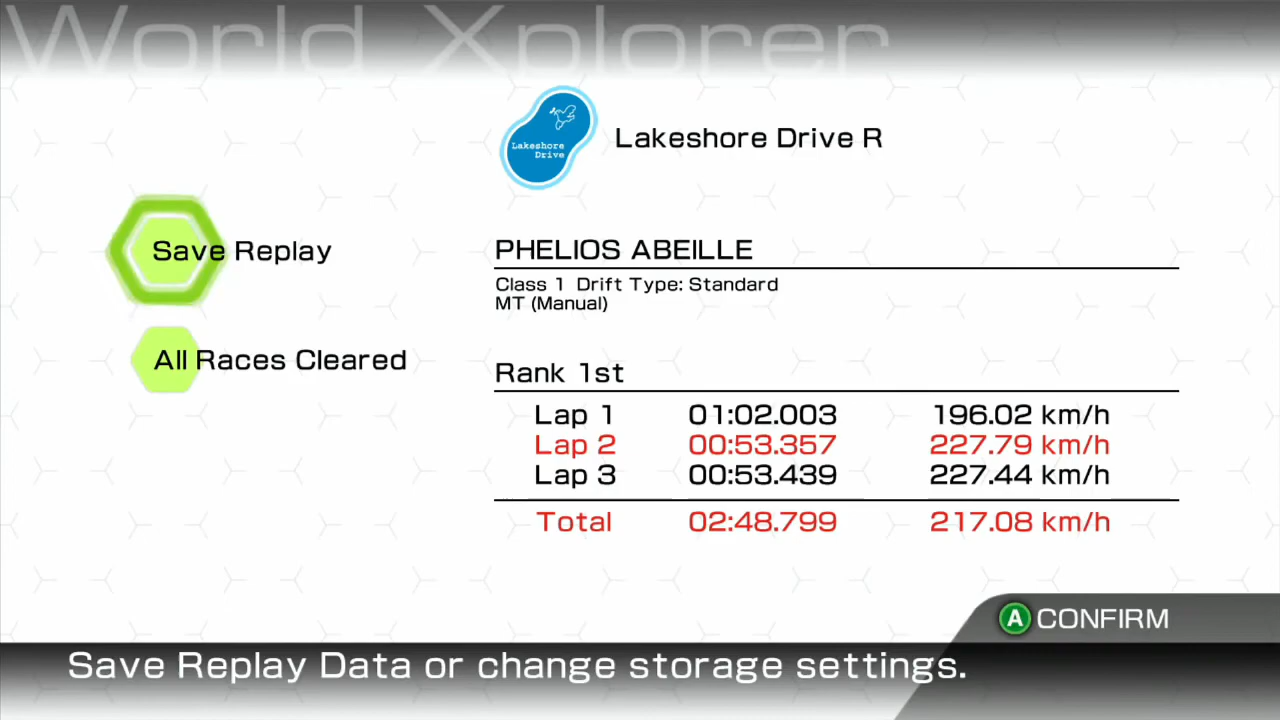 World Xplorer
Lakeshore
Drive
Lakeshore Drive R
Save Replay
All Races Cleared
PHELIOS ABEILLE
Class 1 Drift Type: Standard
MT (Manual)
Rank 1st
Lap 1 01:02.003 196.02 km/h
Lap 2 00:53.357 227.79 km/h
Lap 3 00:53.439 227.44 km/h
Total 02:48.799 217.08 km/h
A CONFIRM
Save Replay Data or change storage settings.